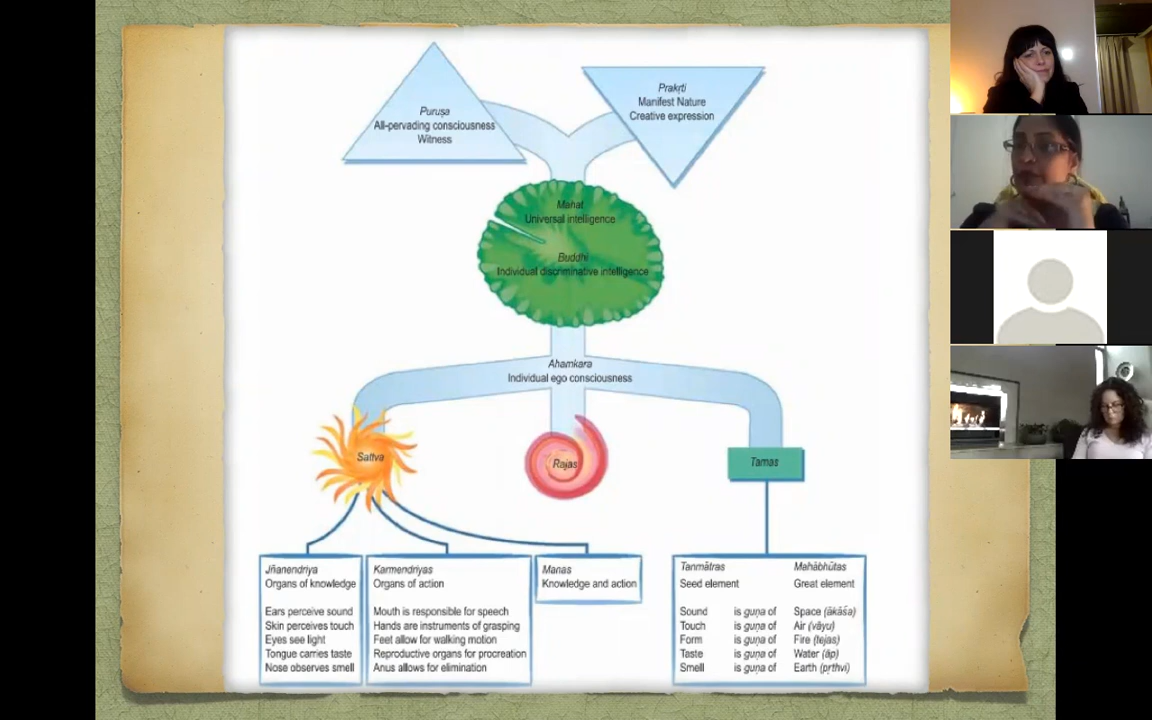 Puruṣa
All-pervading consciousness
Witness
Prakṛti
Manifest Nature
Creative expression
Mahat
Universal intelligence
Buddhi
Individual discriminative intelligence
Ahamkara
Individual ego consciousness
Sattva
Rajas
Tamas
Jñanendriya
Organs of knowledge
Ears perceive sound
Skin perceives touch
Eyes see light
Tongue carries taste
Nose observes smell
Karmendriyas
Organs of action
Mouth is responsible for speech
Hands are instruments of grasping
Feet allow for walking motion
Reproductive organs for procreation
Anus allows for elimination
Manas
Knowledge and action
Tanmātras Mahābhūtas
Seed element Great element
Sound is guṇa of Space (ākāśa)
Touch is guṇa of Air (vāyu)
Form is guṇa of Fire (tejas)
Taste is guṇa of Water (āp)
Smell is guṇa of Earth (pṛthvi)